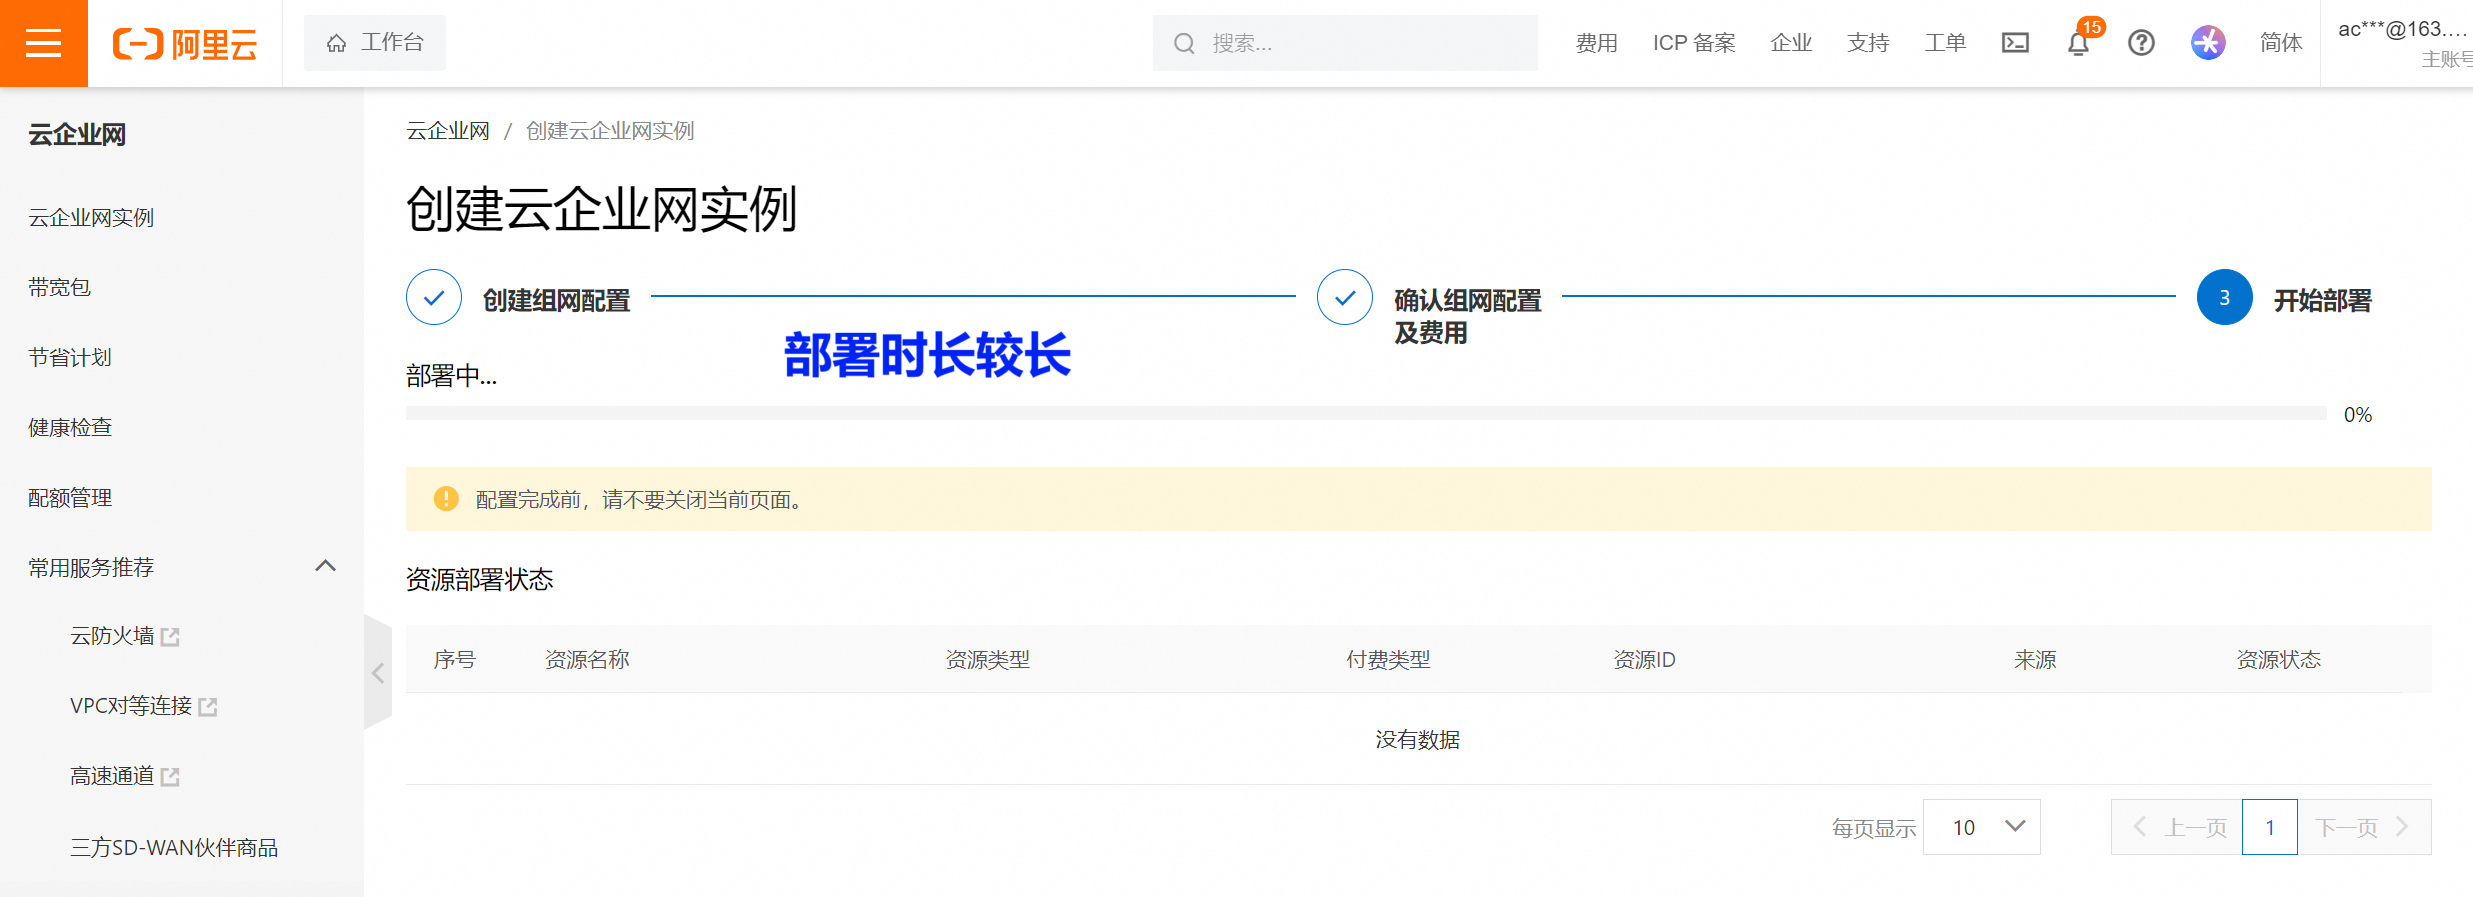 阿里云
工作台
搜索...
费用
ICP 备案
企业
支持
工单
15
简体
ac***@163....
主账号
云企业网
云企业网实例
带宽包
节省计划
健康检查
配额管理
常用服务推荐
云防火墙
VPC对等连接
高速通道
三方SD-WAN伙伴商品
云企业网 / 创建云企业网实例
创建云企业网实例
创建组网配置
确认组网配置
及费用
3 开始部署
部署时长较长
部署中...
0%
配置完成前，请不要关闭当前页面。
资源部署状态
序号 资源名称 资源类型 付费类型 资源ID 来源 资源状态
没有数据
每页显示 10 上一页 1 下一页